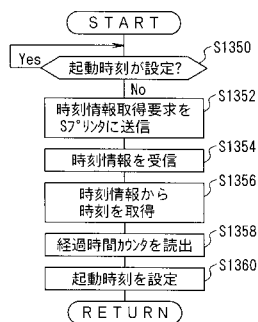 START
Yes
起動時刻が設定?
S1350
No
S1352
時刻情報取得要求を
Sプリンタに送信
S1354
時刻情報を受信
S1356
時刻情報から
時刻を取得
S1358
経過時間カウンタを読出
S1360
起動時刻を設定
RETURN